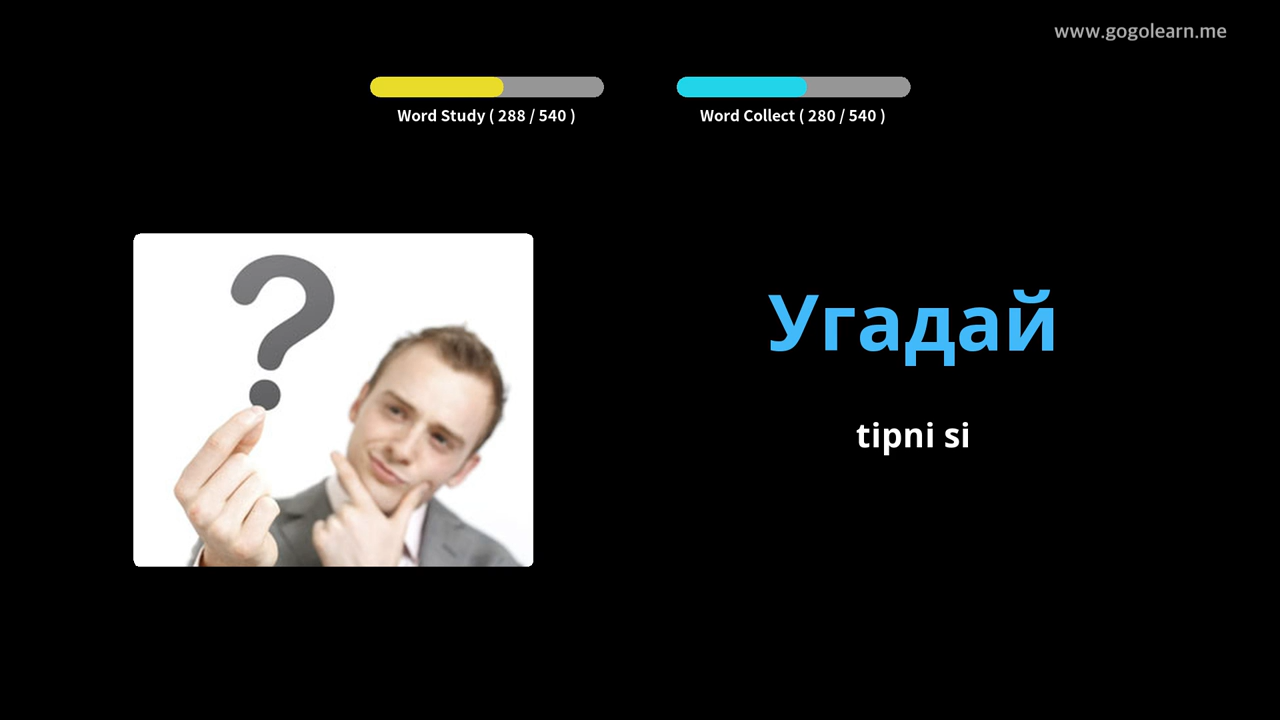 www.gogolearn.me
Word Study ( 288 / 540 )
Word Collect ( 280 / 540 )
?
Угадай
tipni si